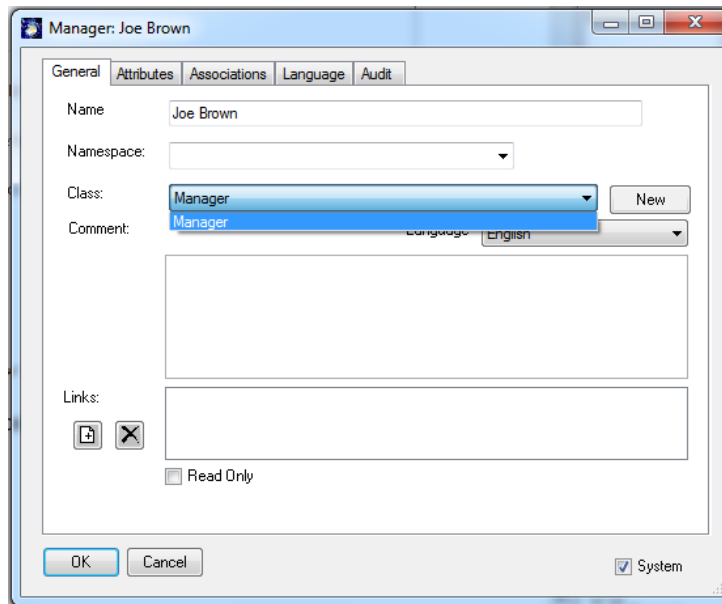 Manager: Joe Brown
General Attributes Associations Language Audit
Name Joe Brown
Namespace:
Class: Manager New
Manager
Comment: Language English
Links:
Read Only
OK Cancel System